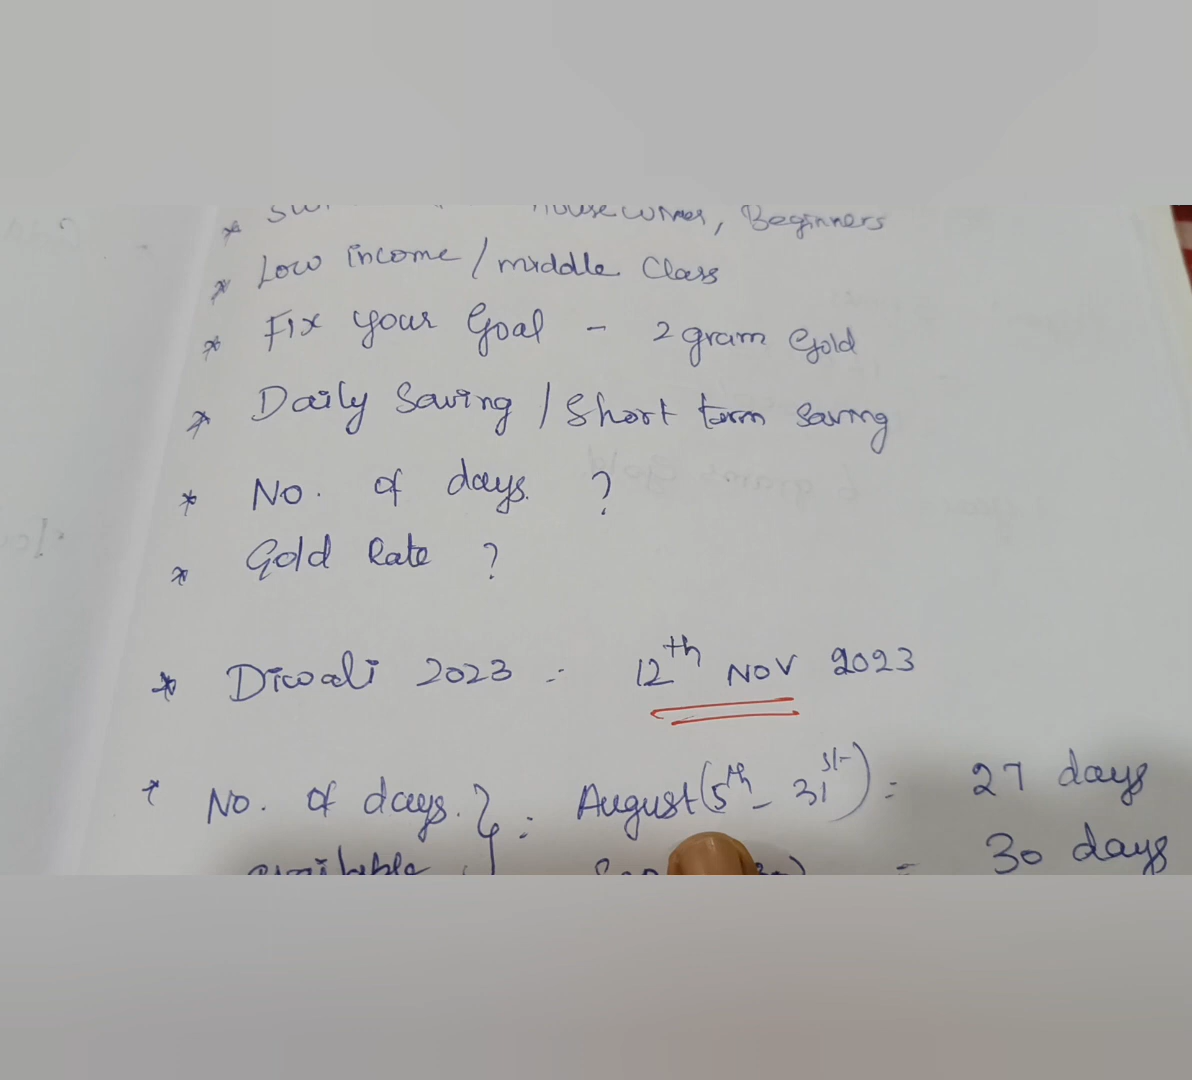 * housewives, Beginners
* Low income / middle Class
* Fix your Goal - 2 gram Gold
* Daily Saving / Short term Saving
* No. of days. ?
* Gold Rate ?
* Diwali 2023 :- 12th NOV 2023
* No. of days. } : August (5th - 31st) = 27 days
available = 30 days